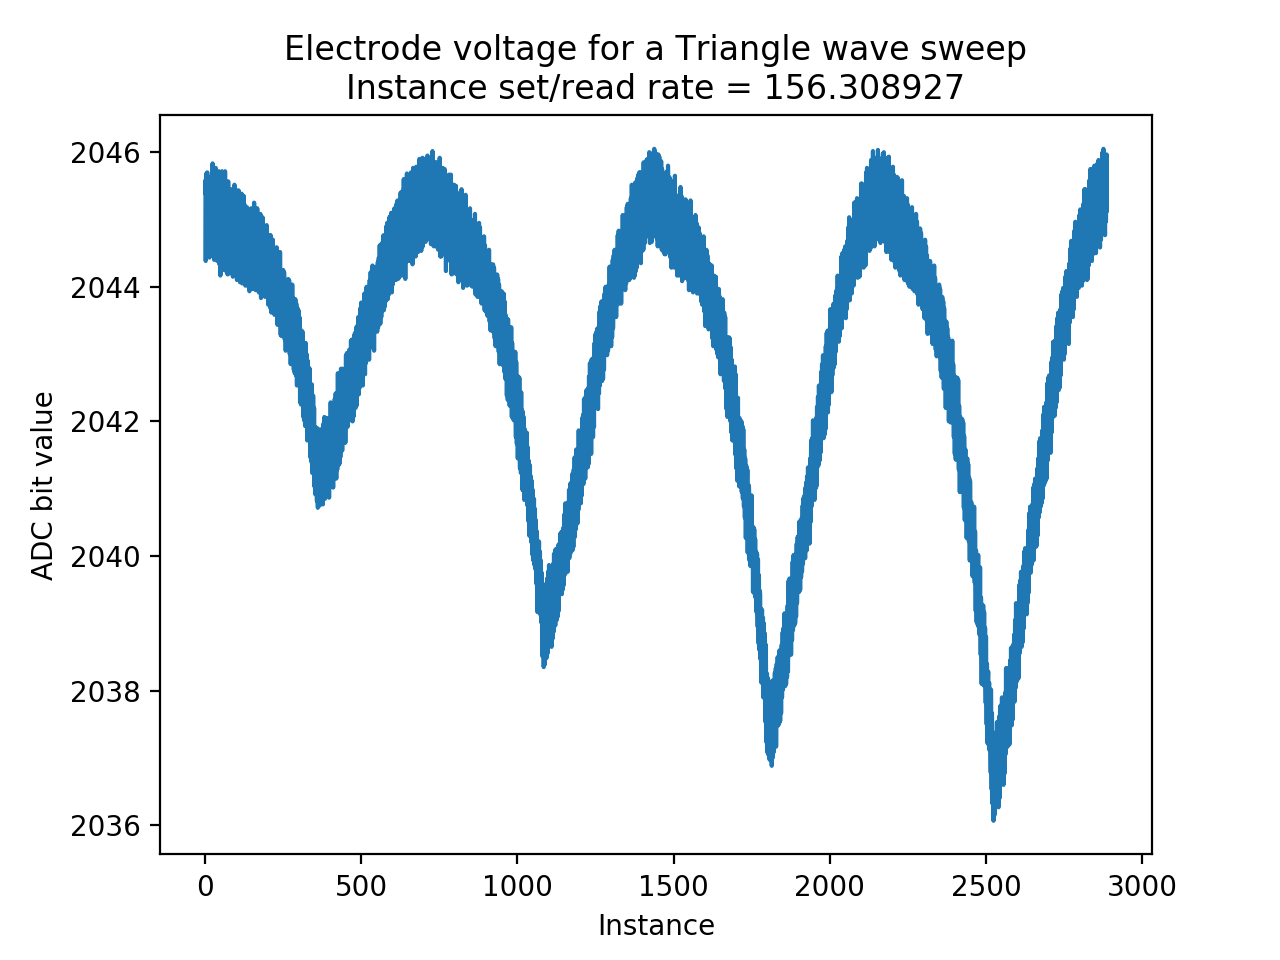 Electrode voltage for a Triangle wave sweep
Instance set/read rate = 156.308927
2046
2044
2042
2040
2038
2036
ADC bit value
0 500 1000 1500 2000 2500 3000
Instance